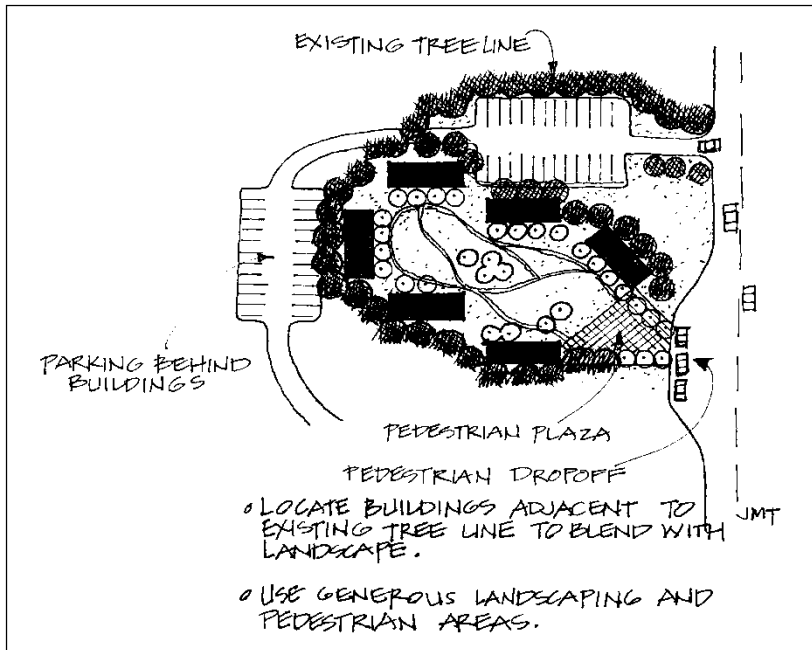 EXISTING TREE LINE
PARKING BEHIND
BUILDINGS
PEDESTRIAN PLAZA
PEDESTRIAN DROPOFF
JMT
o LOCATE BUILDINGS ADJACENT TO
EXISTING TREE LINE TO BLEND WITH
LANDSCAPE.
o USE GENEROUS LANDSCAPING AND
PEDESTRIAN AREAS.